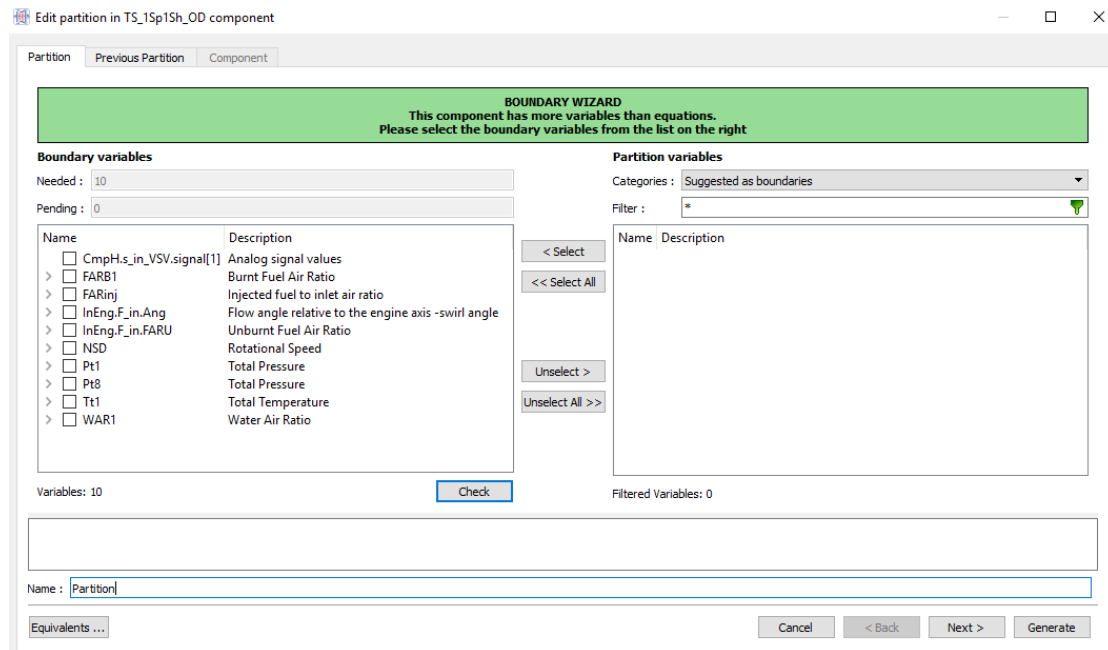 Edit partition in TS_1Sp1Sh_OD component
Partition Previous Partition Component
BOUNDARY WIZARD
This component has more variables than equations.
Please select the boundary variables from the list on the right
Boundary variables
Needed : 10
Pending : 0
Name Description
CmpH.s_in_VSV.signal[1] Analog signal values
FARB1 Burnt Fuel Air Ratio
FARinj Injected fuel to inlet air ratio
InEng.F_in.Ang Flow angle relative to the engine axis -swirl angle
InEng.F_in.FARU Unburnt Fuel Air Ratio
NSD Rotational Speed
Pt1 Total Pressure
Pt8 Total Pressure
Tt1 Total Temperature
WAR1 Water Air Ratio
Variables: 10
Check
< Select
<< Select All
Unselect >
Unselect All >>
Partition variables
Categories : Suggested as boundaries
Filter : *
Name Description
Filtered Variables: 0
Name : Partition
Equivalents ...
Cancel < Back Next > Generate